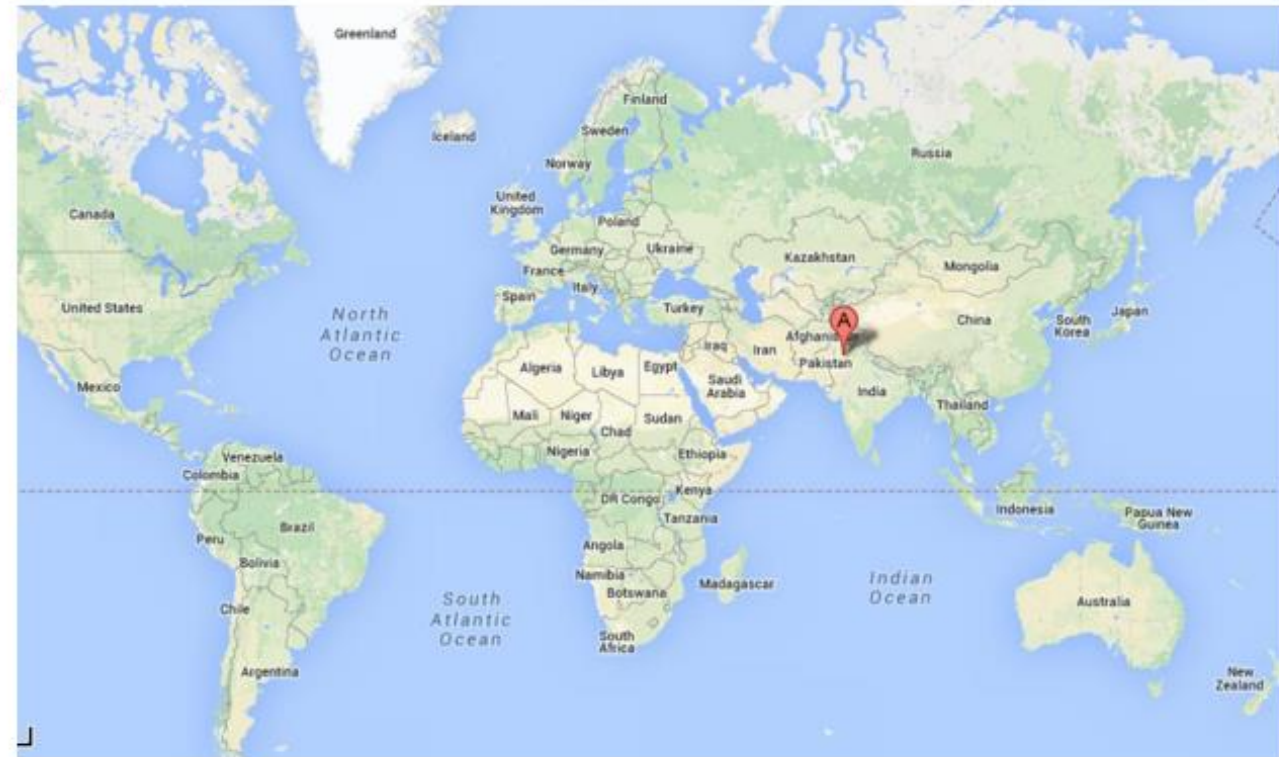 Greenland
Iceland
Finland
Sweden
Norway
Russia
United
Kingdom
Canada
Poland
Germany
Ukraine
Kazakhstan
Mongolia
France
Italy
Spain
Turkey
United States
North
Atlantic
Ocean
A
China
South
Korea
Japan
Iraq
Iran
Pakistan
Algeria
Libya
Egypt
Saudi
Arabia
India
Mexico
Mali
Niger
Chad
Sudan
Thailand
Nigeria
Ethiopia
Venezuela
Colombia
DR Congo
Kenya
Tanzania
Indonesia
Papua New
Guinea
Brazil
Peru
Bolivia
Angola
Namibia
Botswana
Madagascar
Indian
Ocean
Australia
Chile
South
Atlantic
Ocean
South
Africa
Argentina
New
Zealand